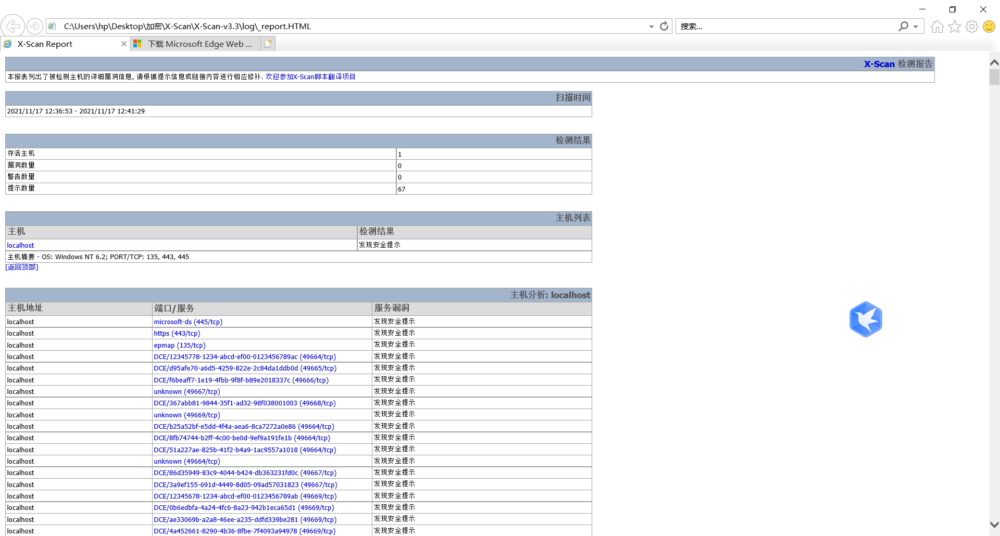 C:\Users\hp\Desktop\加密\X-Scan\X-Scan-v3.3\log\_report.HTML
搜索...
X-Scan Report
下载 Microsoft Edge Web ...
X-Scan 检测报告
本报表列出了被检测主机的详细漏洞信息, 请根据提示信息或链接内容进行相应修补. 欢迎参加X-Scan脚本翻译项目
扫描时间
2021/11/17 12:36:53 - 2021/11/17 12:41:29
检测结果
存活主机 1
漏洞数量 0
警告数量 0
提示数量 67
主机列表
主机 检测结果
localhost 发现安全提示
主机摘要 - OS: Windows NT 6.2; PORT/TCP: 135, 443, 445
[返回顶部]
主机分析: localhost
主机地址 端口/服务 服务漏洞
localhost microsoft-ds (445/tcp) 发现安全提示
localhost https (443/tcp) 发现安全提示
localhost epmap (135/tcp) 发现安全提示
localhost DCE/12345778-1234-abcd-ef00-0123456789ac (49664/tcp) 发现安全提示
localhost DCE/d95afe70-a6d5-4259-822e-2c84da1ddb0d (49665/tcp) 发现安全提示
localhost DCE/f6beaff7-1e19-4fbb-9f8f-b89e2018337c (49666/tcp) 发现安全提示
localhost unknown (49667/tcp) 发现安全提示
localhost DCE/367abb81-9844-35f1-ad32-98f038001003 (49668/tcp) 发现安全提示
localhost unknown (49669/tcp) 发现安全提示
localhost DCE/b25a52bf-e5dd-4f4a-aea6-8ca7272a0e86 (49664/tcp) 发现安全提示
localhost DCE/8fb74744-b2ff-4c00-be0d-9ef9a191fe1b (49664/tcp) 发现安全提示
localhost DCE/51a227ae-825b-41f2-b4a9-1ac9557a1018 (49664/tcp) 发现安全提示
localhost unknown (49664/tcp) 发现安全提示
localhost DCE/86d35949-83c9-4044-b424-db363231fd0c (49667/tcp) 发现安全提示
localhost DCE/3a9ef155-691d-4449-8d05-09ad57031823 (49667/tcp) 发现安全提示
localhost DCE/12345678-1234-abcd-ef00-0123456789ab (49669/tcp) 发现安全提示
localhost DCE/0b6edbfa-4a24-4fc6-8a23-942b1eca65d1 (49669/tcp) 发现安全提示
localhost DCE/ae33069b-a2a8-46ee-a235-ddfd339be281 (49669/tcp) 发现安全提示
localhost DCE/4a452661-8290-4b36-8fbe-7f4093a94978 (49669/tcp) 发现安全提示